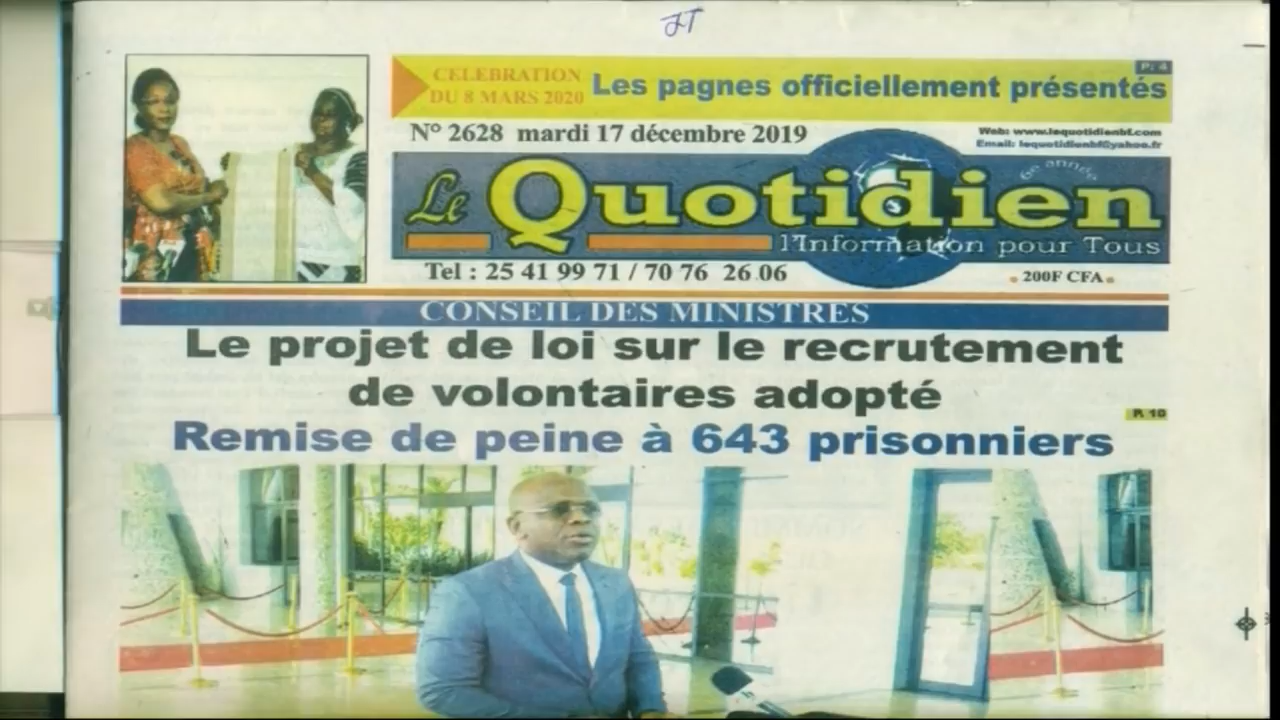 JT
CELEBRATION
DU 8 MARS 2020
Les pagnes officiellement présentés
P: 4
N° 2628 mardi 17 décembre 2019
Web: www.lequotidienbf.com
Email: lequotidienbf@yahoo.fr
6e année
Le Quotidien
l'Information pour Tous
Tel : 25 41 99 71 / 70 76 26 06
200F CFA
CONSEIL DES MINISTRES
Le projet de loi sur le recrutement
de volontaires adopté
P. 10
Remise de peine à 643 prisonniers